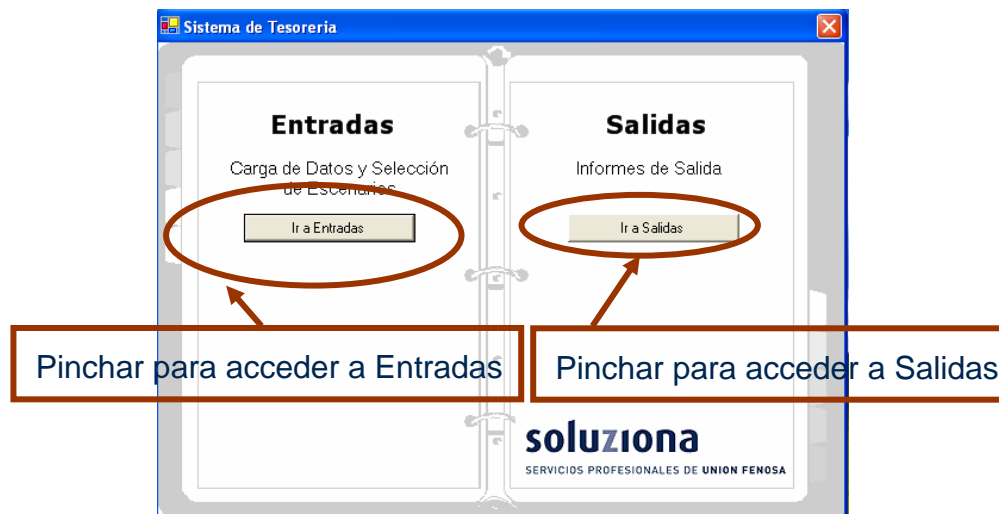 Sistema de Tesoreria
Entradas
Carga de Datos y Selección
de Escenarios
Ir a Entradas
Salidas
Informes de Salida
Ir a Salidas
Pinchar para acceder a Entradas
Pinchar para acceder a Salidas
soluziona
SERVICIOS PROFESIONALES DE UNION FENOSA